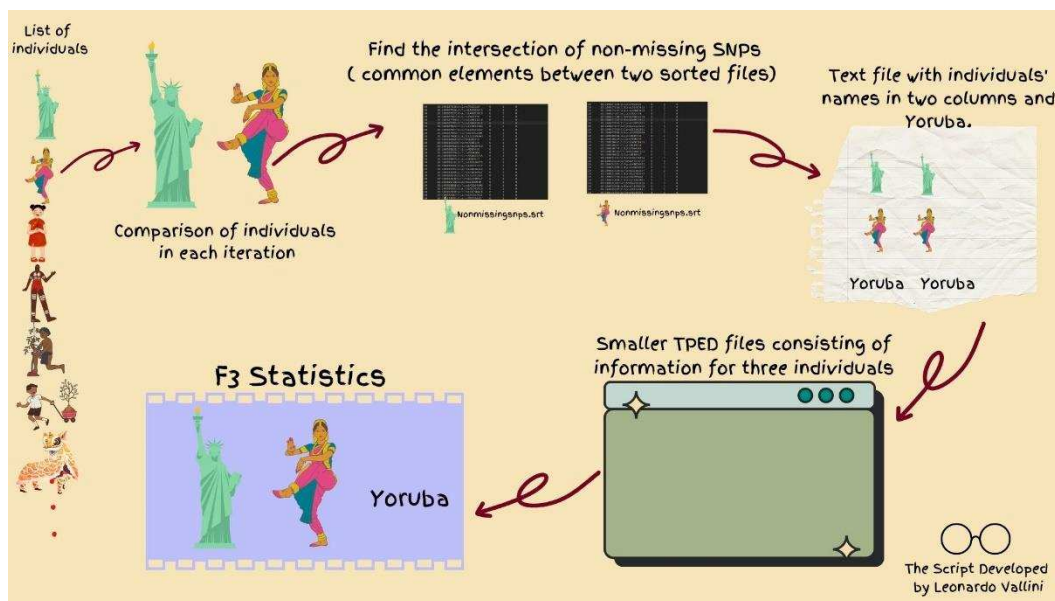 List of
individuals
Find the intersection of non-missing SNPs
( common elements between two sorted files)
Text file with individuals'
names in two columns and
Yoruba.
Nonmissingsnps.srt
Nonmissingsnps.srt
Comparison of individuals
in each iteration
Yoruba Yoruba
Smaller TPED files consisting of
information for three individuals
F3 Statistics
Yoruba
The Script Developed
by Leonardo Vallini